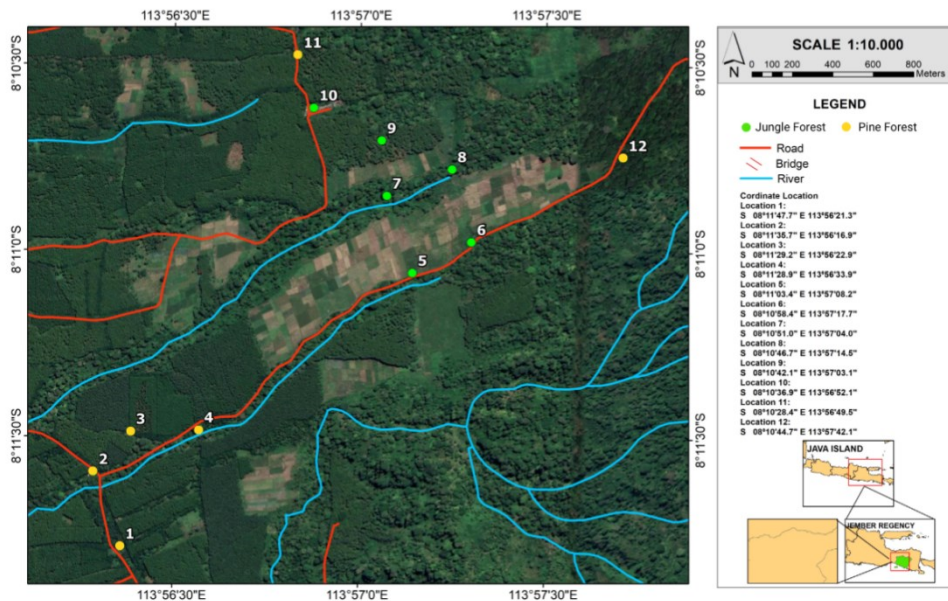 113°56'30"E
113°57'0"E
113°57'30"E
8°10'30"S
8°11'0"S
8°11'30"S
11
10
9
12
8
7
6
5
3
4
2
1
8°10'30"S
8°11'0"S
8°11'30"S
113°56'30"E
113°57'0"E
113°57'30"E
SCALE 1:10.000
N
0 100 200 400 600 800
Meters
LEGEND
Jungle Forest Pine Forest
Road
Bridge
River
Cordinate Location
Location 1:
S 08°11'47.7" E 113°56'21.3"
Location 2:
S 08°11'35.7" E 113°56'16.9"
Location 3:
S 08°11'29.2" E 113°56'22.9"
Location 4:
S 08°11'28.9" E 113°56'33.9"
Location 5:
S 08°11'03.4" E 113°57'08.2"
Location 6:
S 08°10'58.4" E 113°57'17.7"
Location 7:
S 08°10'51.0" E 113°57'04.0"
Location 8:
S 08°10'46.7" E 113°57'14.5"
Location 9:
S 08°10'42.1" E 113°57'03.1"
Location 10:
S 08°10'36.9" E 113°56'52.1"
Location 11:
S 08°10'28.4" E 113°56'49.5"
Location 12:
S 08°10'44.7" E 113°57'42.1"
JAVA ISLAND
JEMBER REGENCY